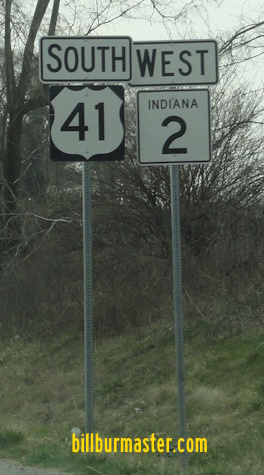 SOUTH WEST
41
INDIANA
2
billburmaster.com